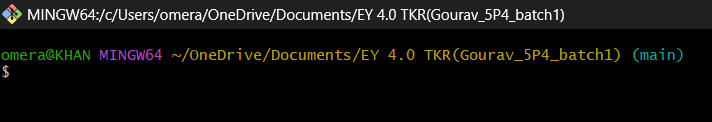 MINGW64:/c/Users/omera/OneDrive/Documents/EY 4.0 TKR(Gourav_5P4_batch1)
omera@KHAN MINGW64 ~/OneDrive/Documents/EY 4.0 TKR(Gourav_5P4_batch1) (main)
$